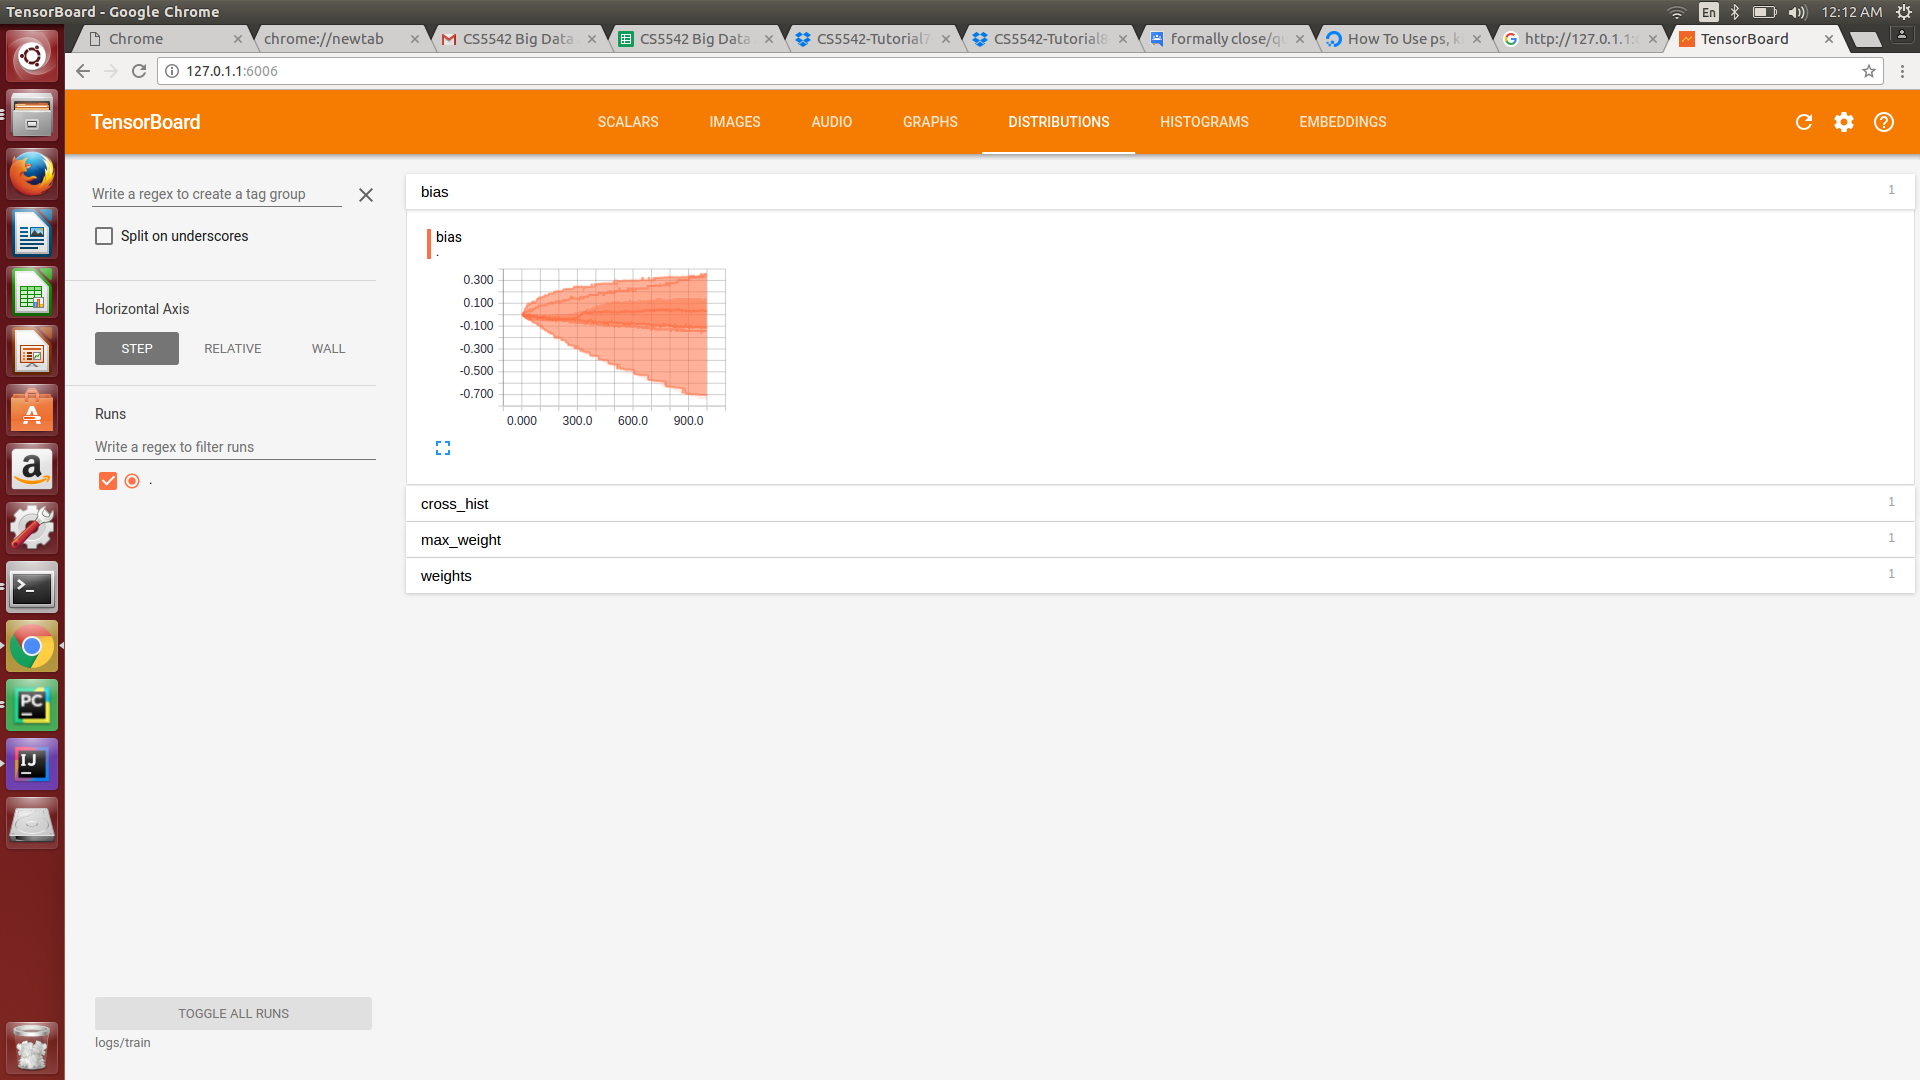 TensorBoard - Google Chrome
En
12:12 AM
Chrome
chrome://newtab
CS5542 Big Data
CS5542 Big Data
CS5542-Tutorial7
CS5542-Tutorial8
formally close/qu
How To Use ps, ki
http://127.0.1.1:6
TensorBoard
127.0.1.1:6006
TensorBoard
SCALARS
IMAGES
AUDIO
GRAPHS
DISTRIBUTIONS
HISTOGRAMS
EMBEDDINGS
Write a regex to create a tag group
Split on underscores
Horizontal Axis
STEP
RELATIVE
WALL
Runs
Write a regex to filter runs
.
TOGGLE ALL RUNS
logs/train
bias
1
bias
.
0.300
0.100
-0.100
-0.300
-0.500
-0.700
0.000
300.0
600.0
900.0
cross_hist
1
max_weight
1
weights
1
PC
IJ